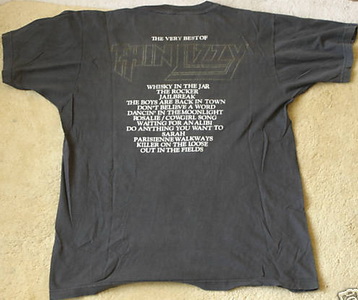 THE VERY BEST OF
THIN LIZZY
WHISKY IN THE JAR
THE ROCKER
JAILBREAK
THE BOYS ARE BACK IN TOWN
DON'T BELIEVE A WORD
DANCIN' IN THE MOONLIGHT
ROSALIE / COWGIRL SONG
WAITING FOR AN ALIBI
DO ANYTHING YOU WANT TO
SARAH
PARISIENNE WALKWAYS
KILLER ON THE LOOSE
OUT IN THE FIELDS